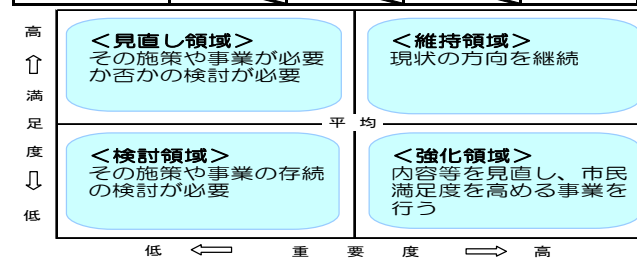 高
満
足
度
低
＜見直し領域＞
その施策や事業が必要
か否かの検討が必要
＜維持領域＞
現状の方向を継続
平 均
＜検討領域＞
その施策や事業の存続
の検討が必要
＜強化領域＞
内容等を見直し、市民
満足度を高める事業を
行う
低 重 要 度 高